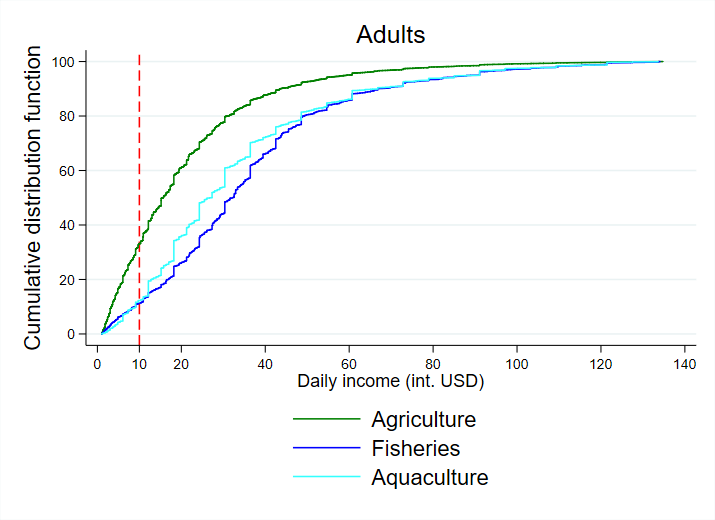 Adults
Cumulative distribution function
100
80
60
40
20
0
0 10 20 40 60 80 100 120 140
Daily income (int. USD)
Agriculture
Fisheries
Aquaculture